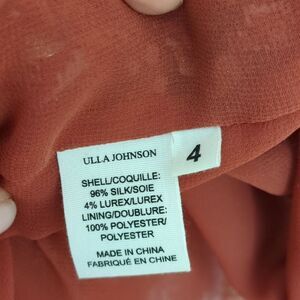 ULLA JOHNSON
4
SHELL/COQUILLE:
96% SILK/SOIE
4% LUREX/LUREX
LINING/DOUBLURE:
100% POLYESTER/
POLYESTER
MADE IN CHINA
FABRIQUÉ EN CHINE